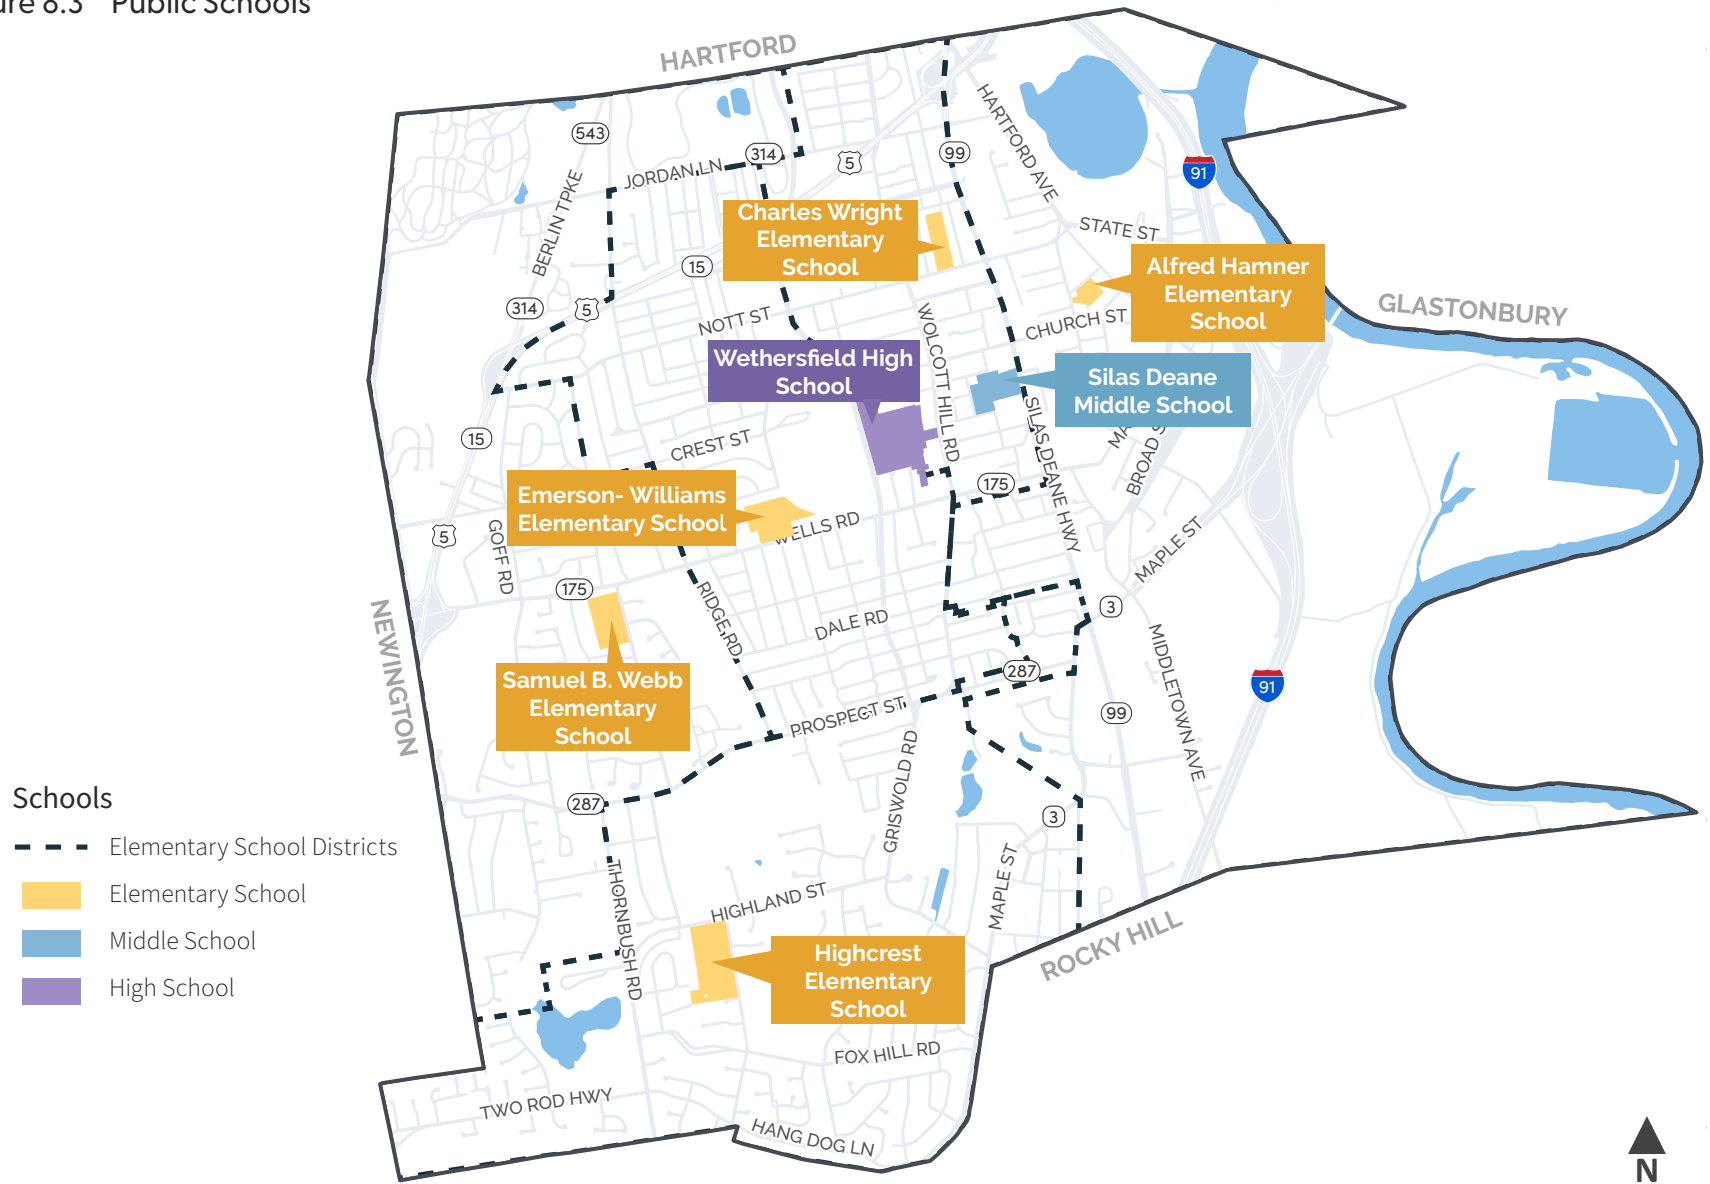 ure 8.3 Public Schools
HARTFORD
543
314
JORDAN LN
5
99
HARTFORD AVE
91
BERLIN TPKE
Charles Wright
Elementary
School
STATE ST
15
Alfred Hamner
Elementary
School
314
5
NOTT ST
WOLCOTT HILL RD
CHURCH ST
GLASTONBURY
Wethersfield High
School
Silas Deane
Middle School
SILAS DEANE HWY
MA
BROAD S
15
CREST ST
175
Emerson- Williams
Elementary School
WELLS RD
5
GOFF RD
MAPLE ST
175
RIDGE RD
DALE RD
3
NEWINGTON
MIDDLETOWN AVE
287
91
Samuel B. Webb
Elementary
School
PROSPECT ST
99
GRISWOLD RD
287
3
Schools
Elementary School Districts
Elementary School
Middle School
High School
THORNBUSH RD
HIGHLAND ST
MAPLE ST
ROCKY HILL
Highcrest
Elementary
School
FOX HILL RD
TWO ROD HWY
HANG DOG LN
N